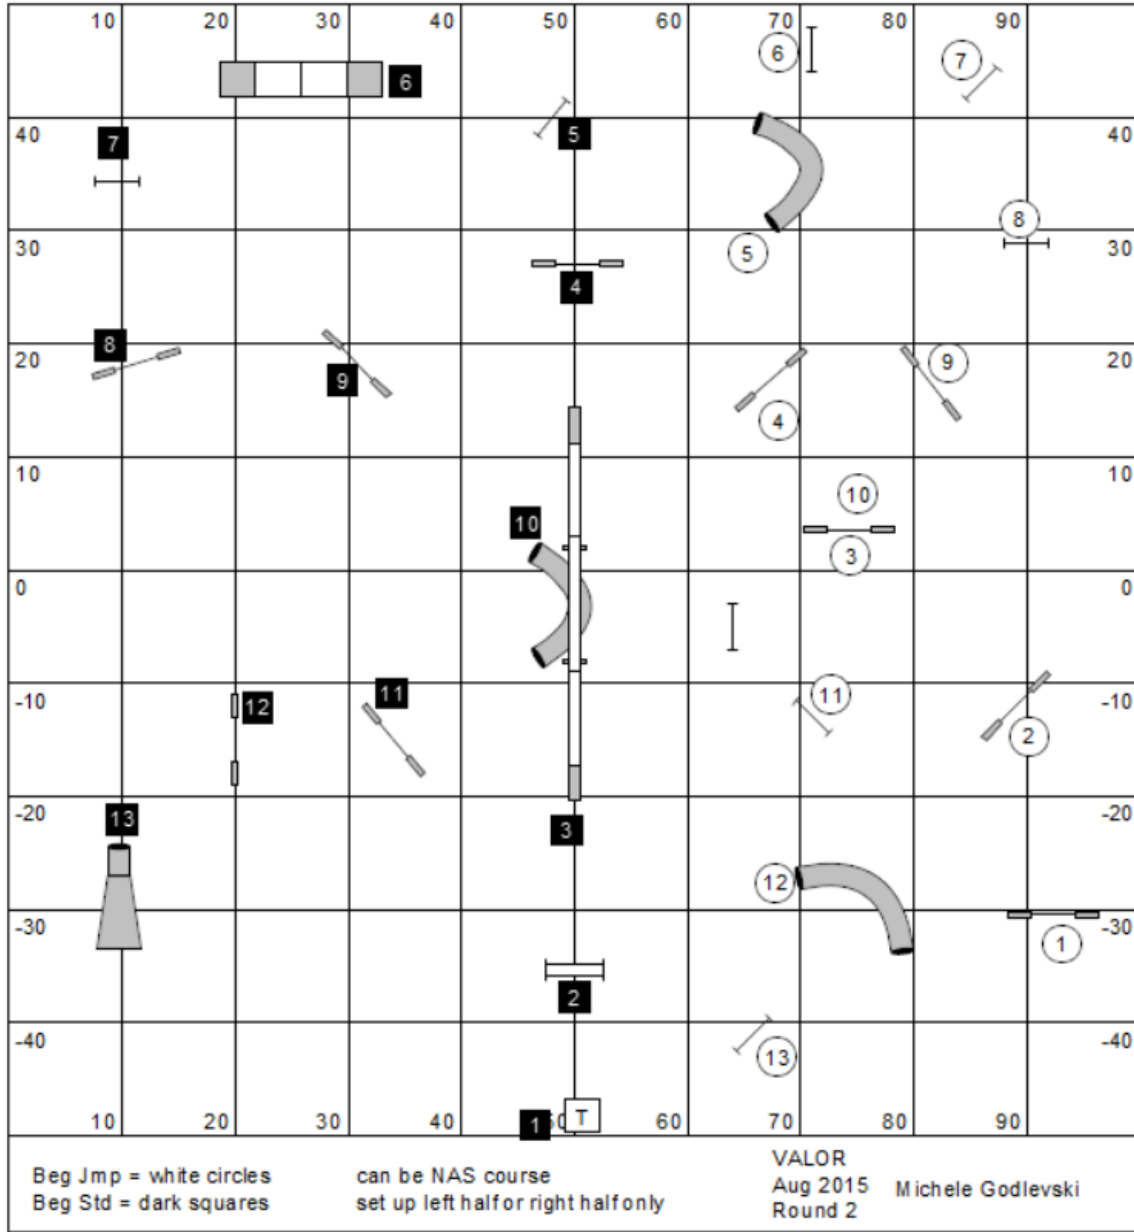 10 20 30 40 50 60 70 80 90
6 7
6
40 7 5 40
30 4 5 8 30
20 8 9 4 9 20
10 10 10
10 3
0 0
-10 12 11 11 2 -10
-20 13 3 -20
12
-30 1 -30
2
-40 13 -40
10 20 30 40 1 T 60 70 80 90
Beg Jmp = white circles
Beg Std = dark squares
can be NAS course
set up left half or right half only
VALOR
Aug 2015
Round 2
Michele Godlevski